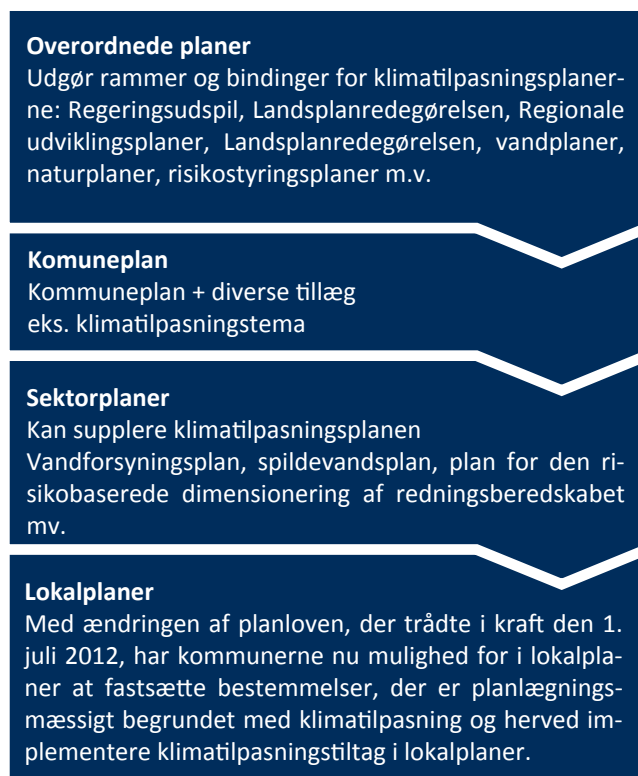 Overordnede planer
Udgør rammer og bindinger for klimatilpasningsplaner-
ne: Regeringsudspil, Landsplanredegørelsen, Regionale
udviklingsplaner, Landsplanredegørelsen, vandplaner,
naturplaner, risikostyringsplaner m.v.
Komuneplan
Kommuneplan + diverse tillæg
eks. klimatilpasningstema
Sektorplaner
Kan supplere klimatilpasningsplanen
Vandforsyningsplan, spildevandsplan, plan for den ri-
sikobaserede dimensionering af redningsberedskabet
mv.
Lokalplaner
Med ændringen af planloven, der trådte i kraft den 1.
juli 2012, har kommunerne nu mulighed for i lokalpla-
ner at fastsætte bestemmelser, der er planlægnings-
mæssigt begrundet med klimatilpasning og herved im-
plementere klimatilpasningstiltag i lokalplaner.